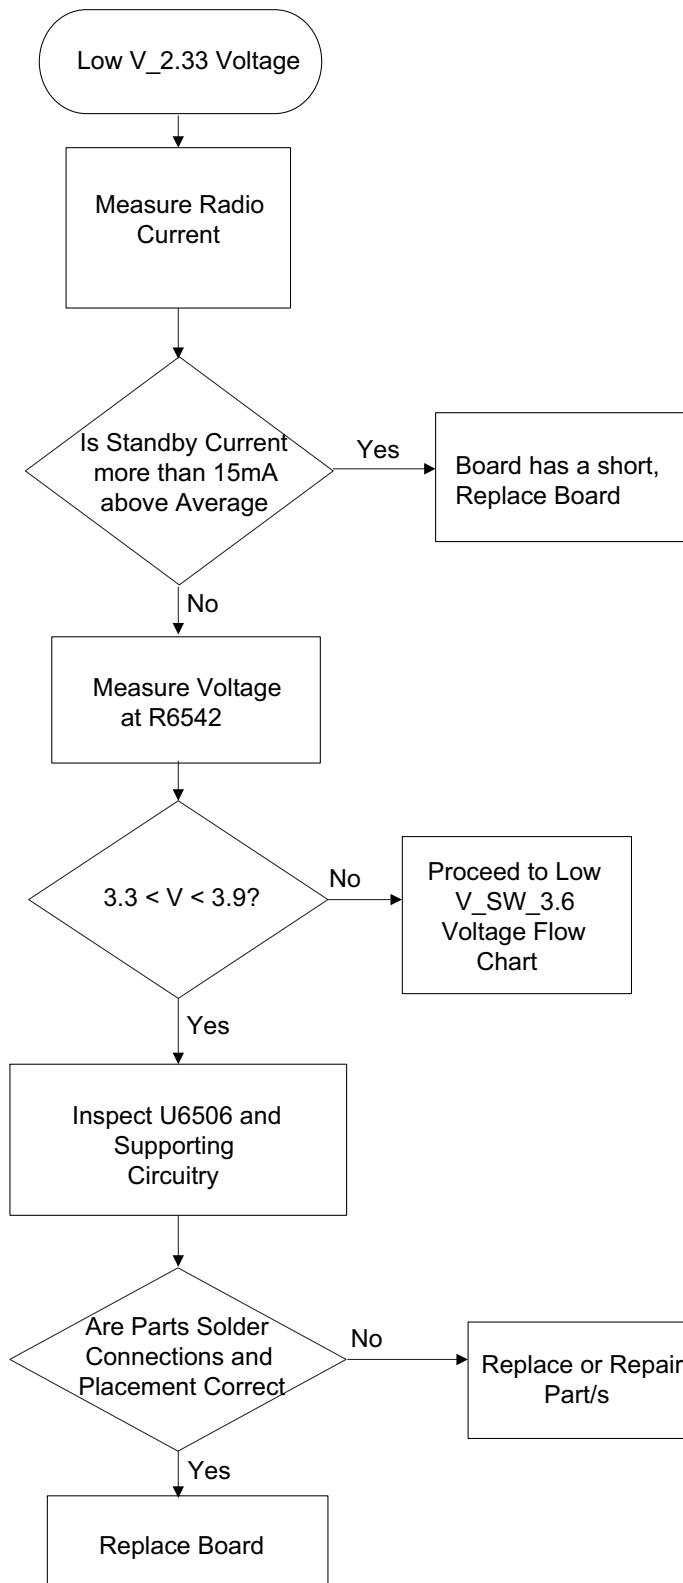 Low V_2.33 Voltage
Measure Radio
Current
Is Standby Current
more than 15mA
above Average
Yes
Board has a short,
Replace Board
No
Measure Voltage
at R6542
3.3 < V < 3.9?
No
Proceed to Low
V_SW_3.6
Voltage Flow
Chart
Yes
Inspect U6506 and
Supporting
Circuitry
Are Parts Solder
Connections and
Placement Correct
No
Replace or Repair
Part/s
Yes
Replace Board